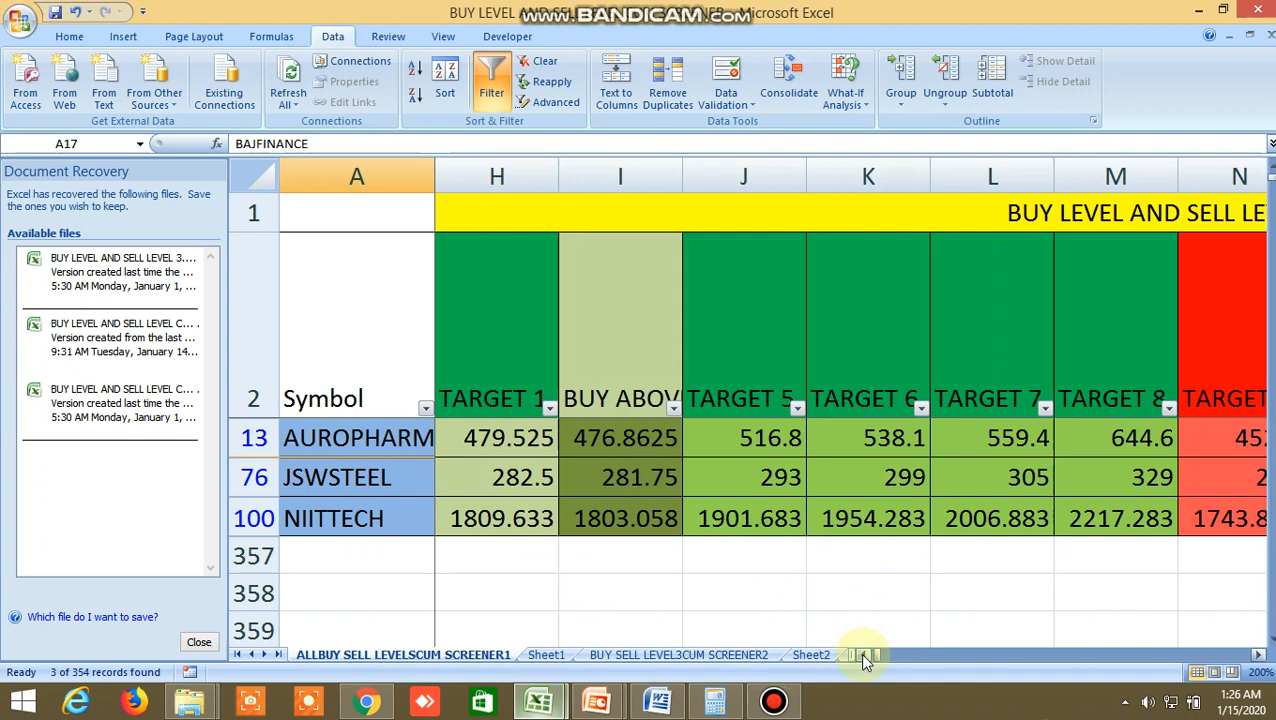 BUY LEVEL AND SE
www.BANDICAM.com
NER - Microsoft Excel
Home Insert Page Layout Formulas Data Review View Developer
From Access
From Web
From Text
From Other Sources
Existing Connections
Get External Data
Refresh All
Connections
Properties
Edit Links
Connections
Sort
Filter
Clear
Reapply
Advanced
Sort & Filter
Text to Columns
Remove Duplicates
Data Validation
Consolidate
What-If Analysis
Data Tools
Group
Ungroup
Subtotal
Show Detail
Hide Detail
Outline
A17 fx BAJFINANCE
Document Recovery
Excel has recovered the following files. Save
the ones you wish to keep.
Available files
BUY LEVEL AND SELL LEVEL 3....
Version created last time the ...
5:30 AM Monday, January 1, ...
BUY LEVEL AND SELL LEVEL C...
Version created from the last ...
9:31 AM Tuesday, January 14...
BUY LEVEL AND SELL LEVEL C...
Version created last time the ...
5:30 AM Monday, January 1, ...
Which file do I want to save?
Close
A H I J K L M N
1 BUY LEVEL AND SELL LE
2 Symbol TARGET 1 BUY ABOV TARGET 5 TARGET 6 TARGET 7 TARGET 8 TARGET
13 AUROPHARM 479.525 476.8625 516.8 538.1 559.4 644.6 45
76 JSWSTEEL 282.5 281.75 293 299 305 329 2
100 NIITTECH 1809.633 1803.058 1901.683 1954.283 2006.883 2217.283 1743.8
357
358
359
ALLBUY SELL LEVELSCUM SCREENER1 Sheet1 BUY SELL LEVEL3CUM SCREENER2 Sheet2
Ready 3 of 354 records found 200%
1:26 AM
1/15/2020